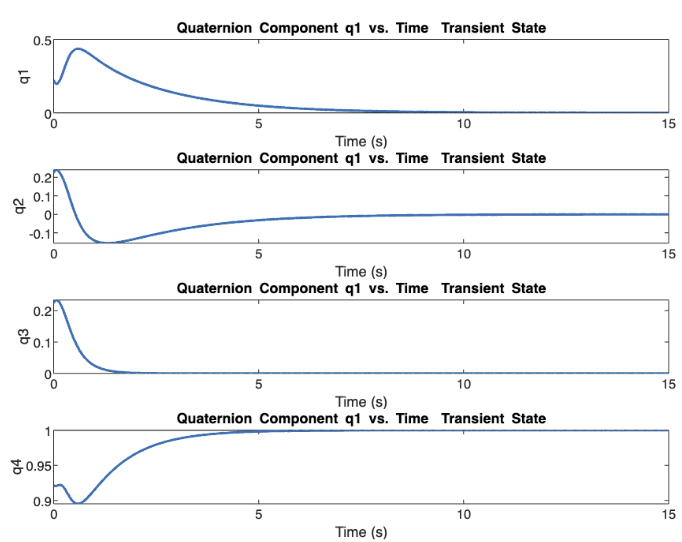 Quaternion Component q1 vs. Time Transient State
0.5
0
q1
0 5 10 15
Time (s)
Quaternion Component q1 vs. Time Transient State
0.2
0.1
0
-0.1
q2
0 5 10 15
Time (s)
Quaternion Component q1 vs. Time Transient State
0.2
0.1
0
q3
0 5 10 15
Time (s)
Quaternion Component q1 vs. Time Transient State
1
0.95
0.9
q4
0 5 10 15
Time (s)